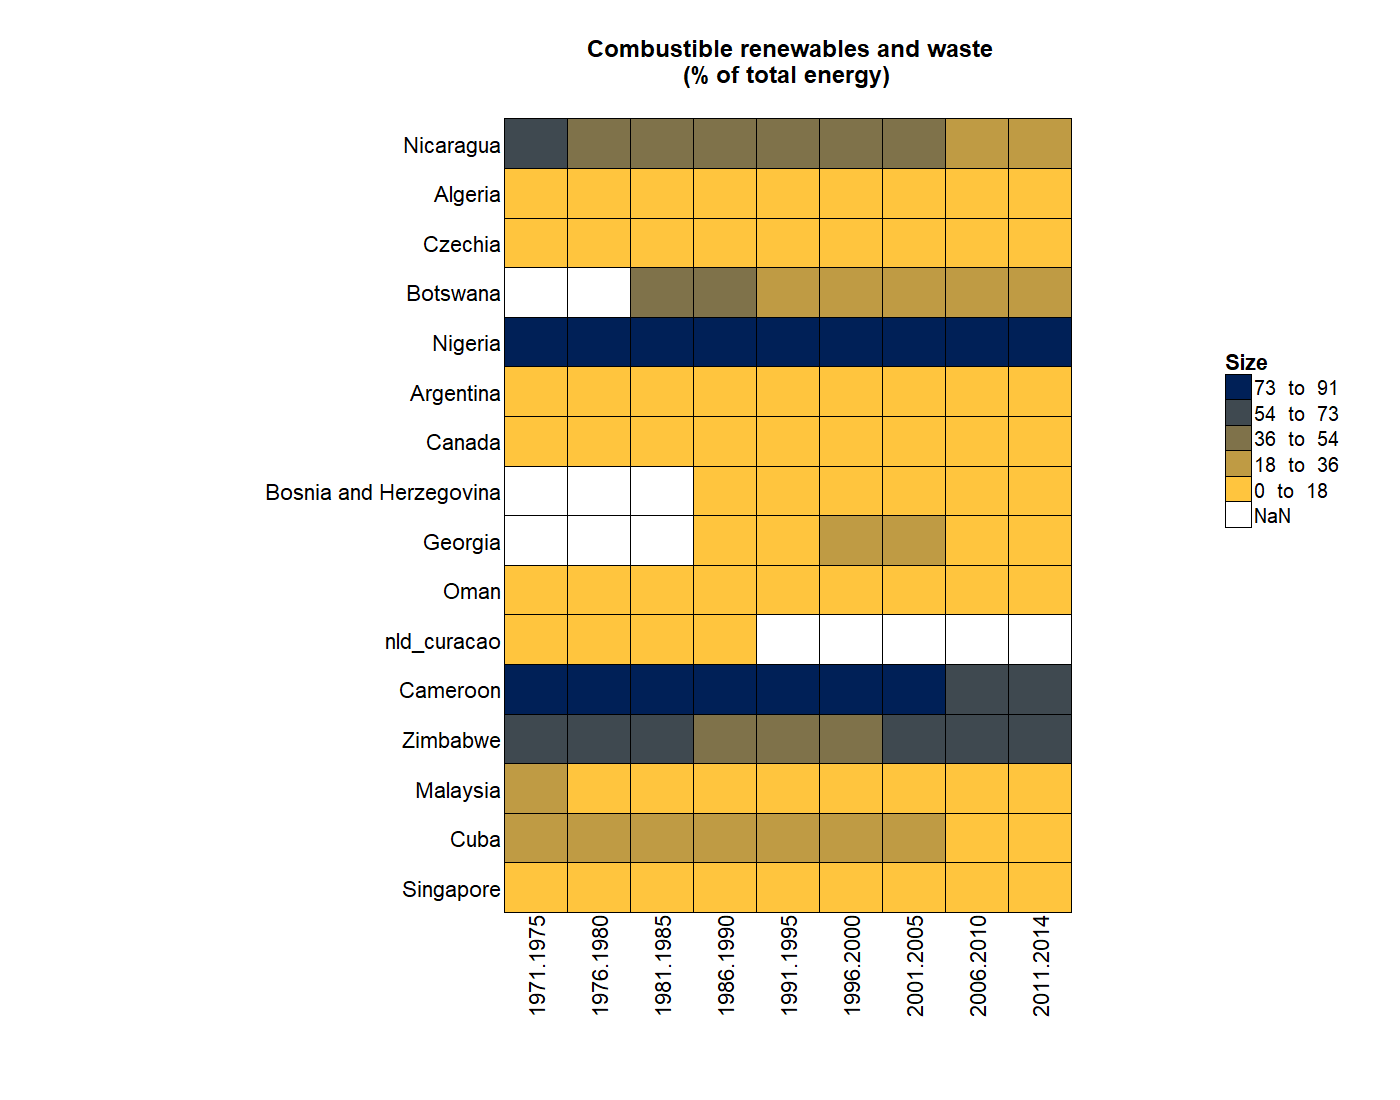 Combustible renewables and waste
(% of total energy)
Nicaragua
Algeria
Czechia
Botswana
Nigeria
Argentina
Canada
Bosnia and Herzegovina
Georgia
Oman
nld_curacao
Cameroon
Zimbabwe
Malaysia
Cuba
Singapore
1971.1975
1976.1980
1981.1985
1986.1990
1991.1995
1996.2000
2001.2005
2006.2010
2011.2014
Size
73 to 91
54 to 73
36 to 54
18 to 36
0 to 18
NaN